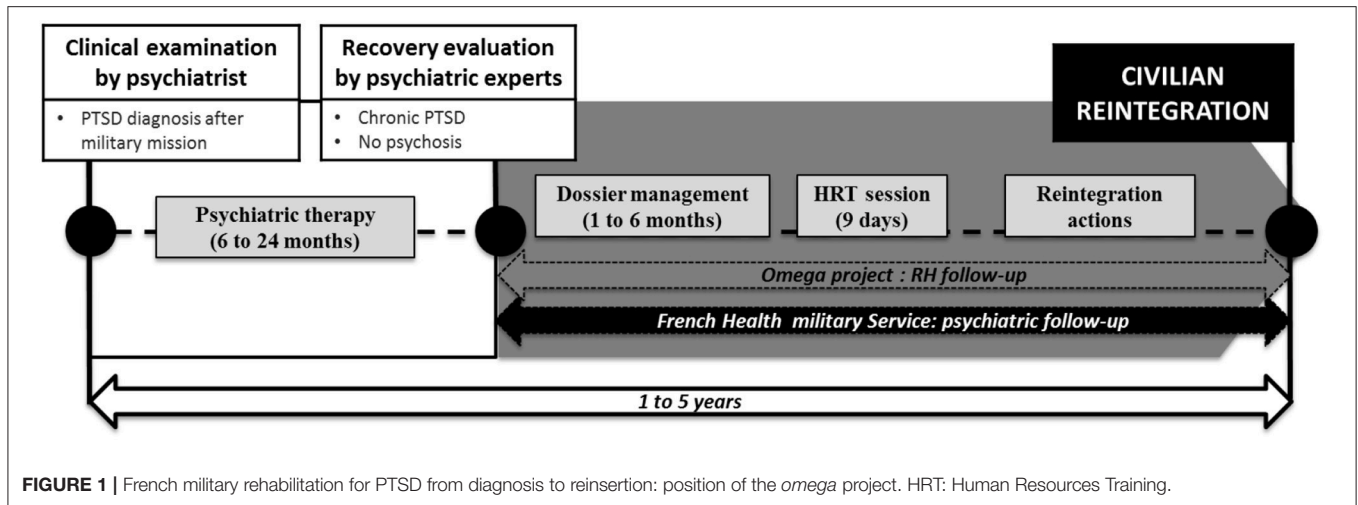 Clinical examination
by psychiatrist
• PTSD diagnosis after
military mission
Recovery evaluation
by psychiatric experts
• Chronic PTSD
• No psychosis
CIVILIAN
REINTEGRATION
Psychiatric therapy
(6 to 24 months)
Dossier management
(1 to 6 months)
HRT session
(9 days)
Reintegration
actions
Omega project : RH follow-up
French Health military Service: psychiatric follow-up
1 to 5 years
FIGURE 1 | French military rehabilitation for PTSD from diagnosis to reinsertion: position of the omega project. HRT: Human Resources Training.